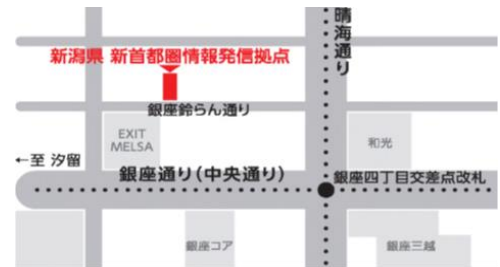 晴海通り
新潟県 新首都圏情報発信拠点
銀座鈴らん通り
EXIT
MELSA
和光
←至 汐留
銀座通り(中央通り)
銀座四丁目交差点改札
銀座コア
銀座三越